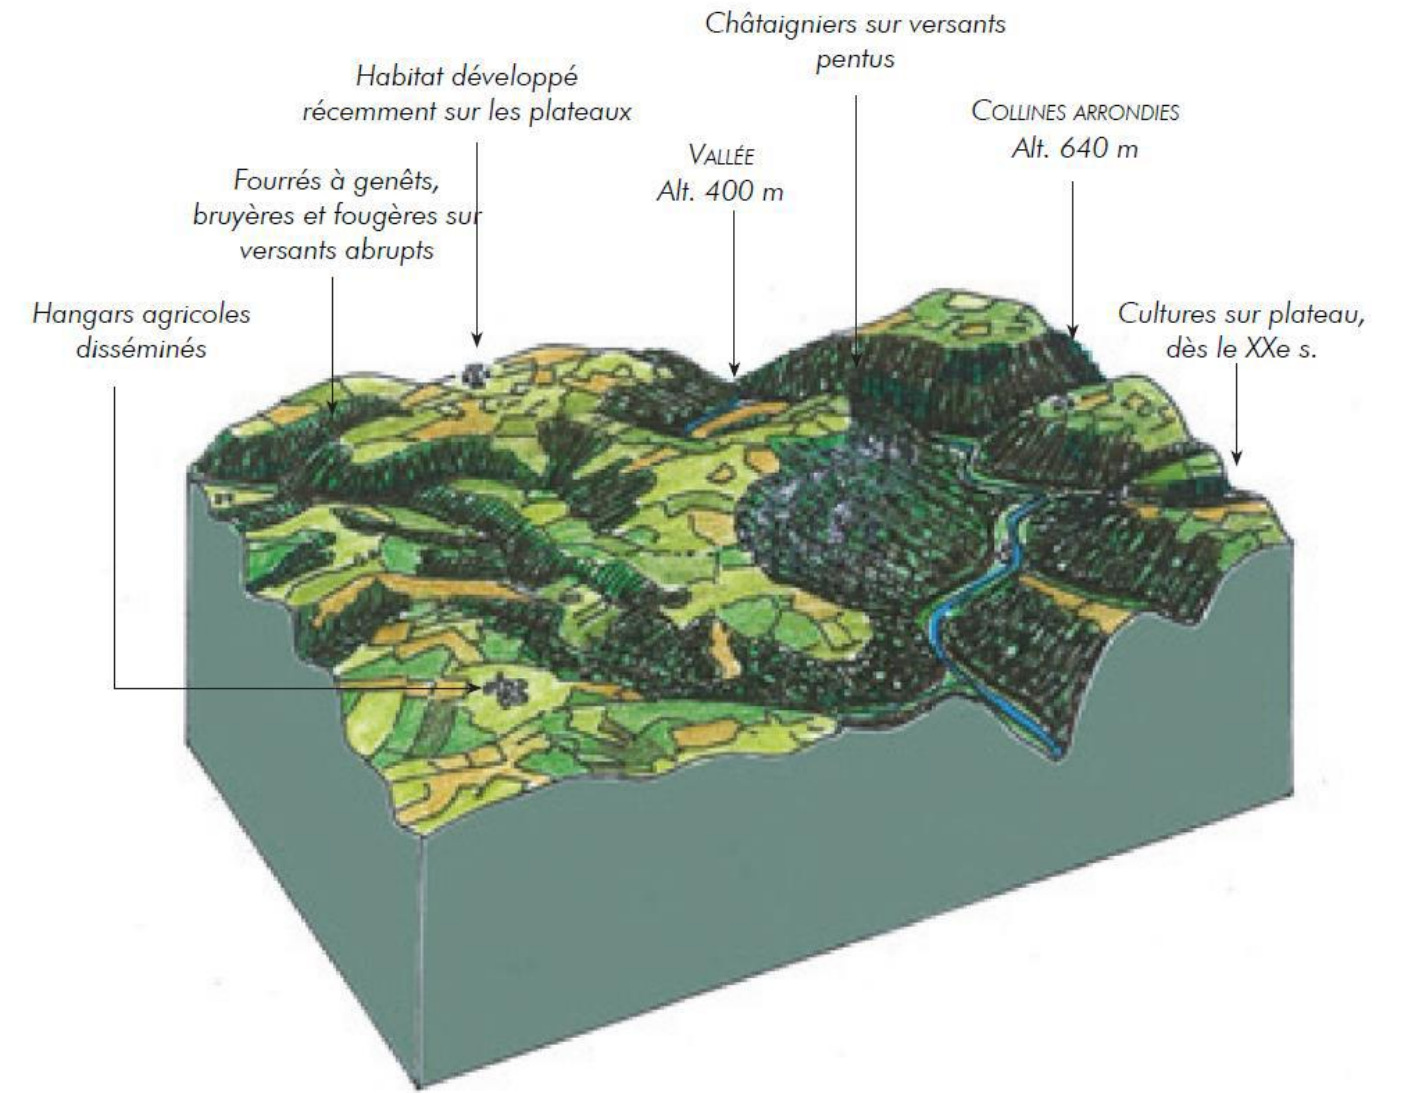 Châtaigniers sur versants
pentus
Habitat développé
récemment sur les plateaux
COLLINES ARRONDIES
Alt. 640 m
VALLÉE
Alt. 400 m
Fourrés à genêts,
bruyères et fougères sur
versants abrupts
Hangars agricoles
disséminés
Cultures sur plateau,
dès le XXe s.